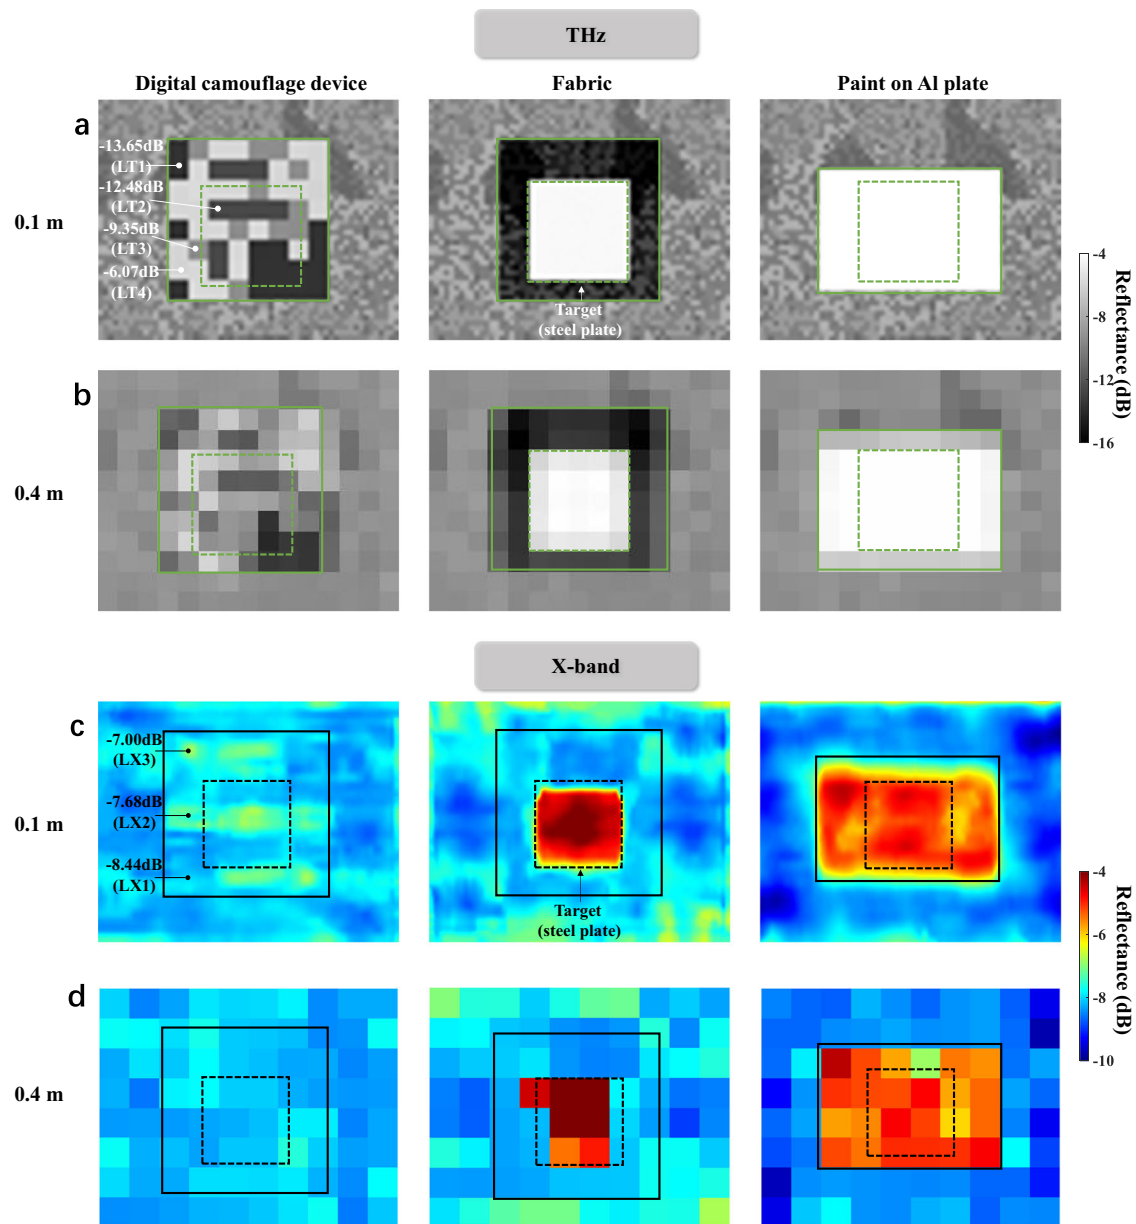 THz
Digital camouflage device
Fabric
Paint on Al plate
a
-13.65dB
(LT1)
-12.48dB
(LT2)
-9.35dB
(LT3)
-6.07dB
(LT4)
0.1 m
Target
(steel plate)
b
0.4 m
-4
-8
-12
-16
Reflectance (dB)
X-band
c
-7.00dB
(LX3)
-7.68dB
(LX2)
-8.44dB
(LX1)
0.1 m
Target
(steel plate)
d
0.4 m
-4
-6
-8
-10
Reflectance (dB)